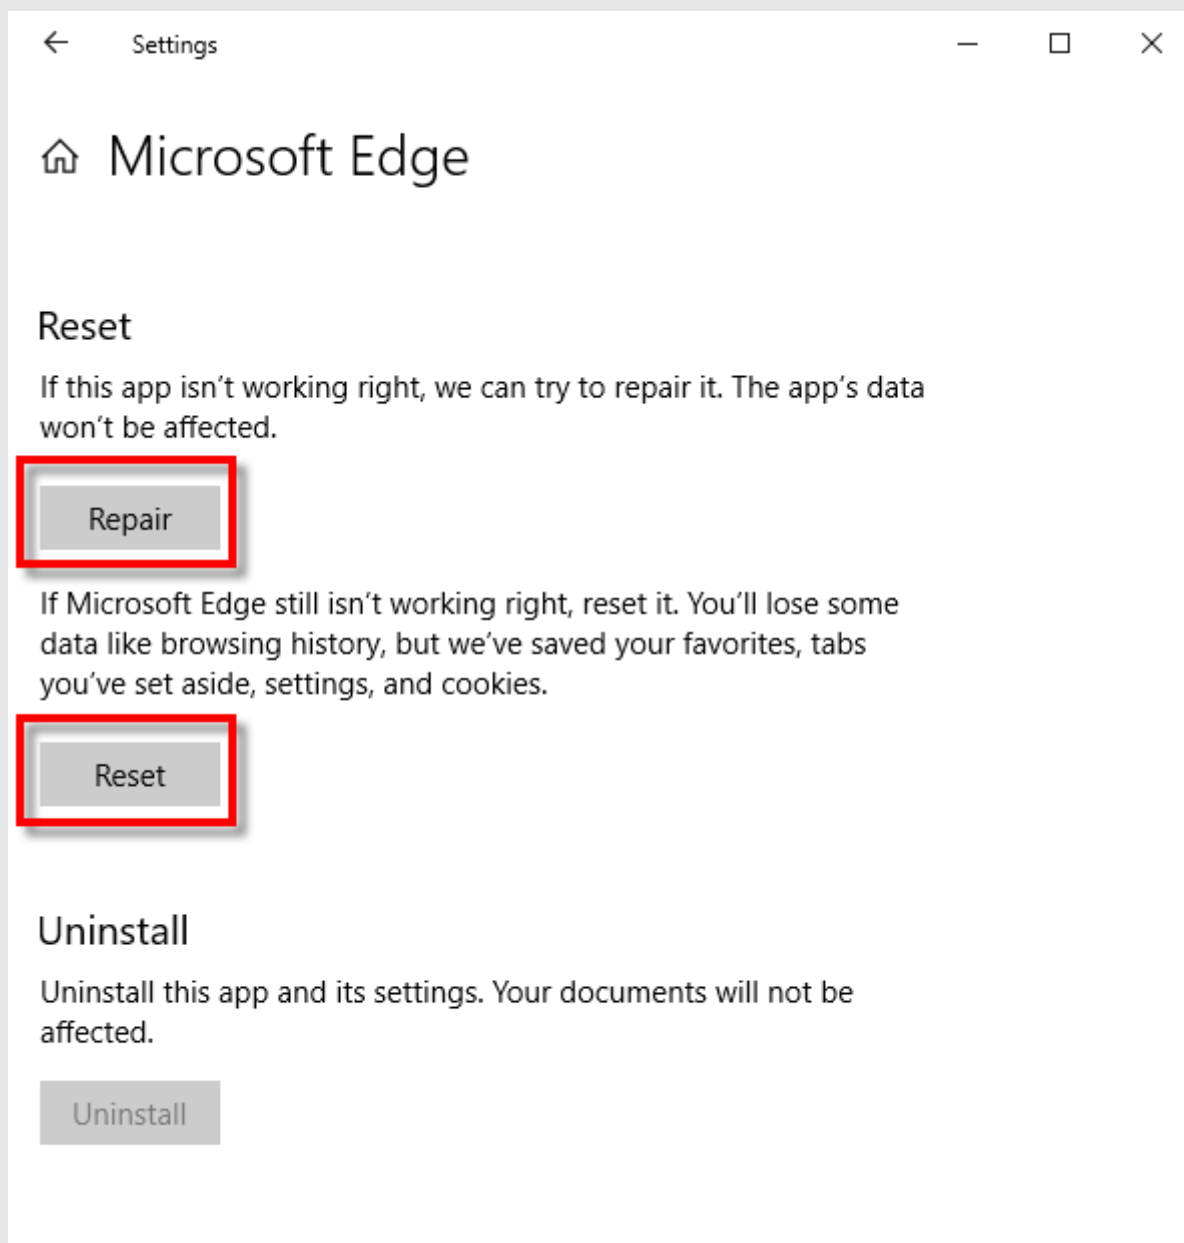 Settings
Microsoft Edge
Reset
If this app isn’t working right, we can try to repair it. The app’s data
won’t be affected.
Repair
If Microsoft Edge still isn’t working right, reset it. You’ll lose some
data like browsing history, but we’ve saved your favorites, tabs
you’ve set aside, settings, and cookies.
Reset
Uninstall
Uninstall this app and its settings. Your documents will not be
affected.
Uninstall